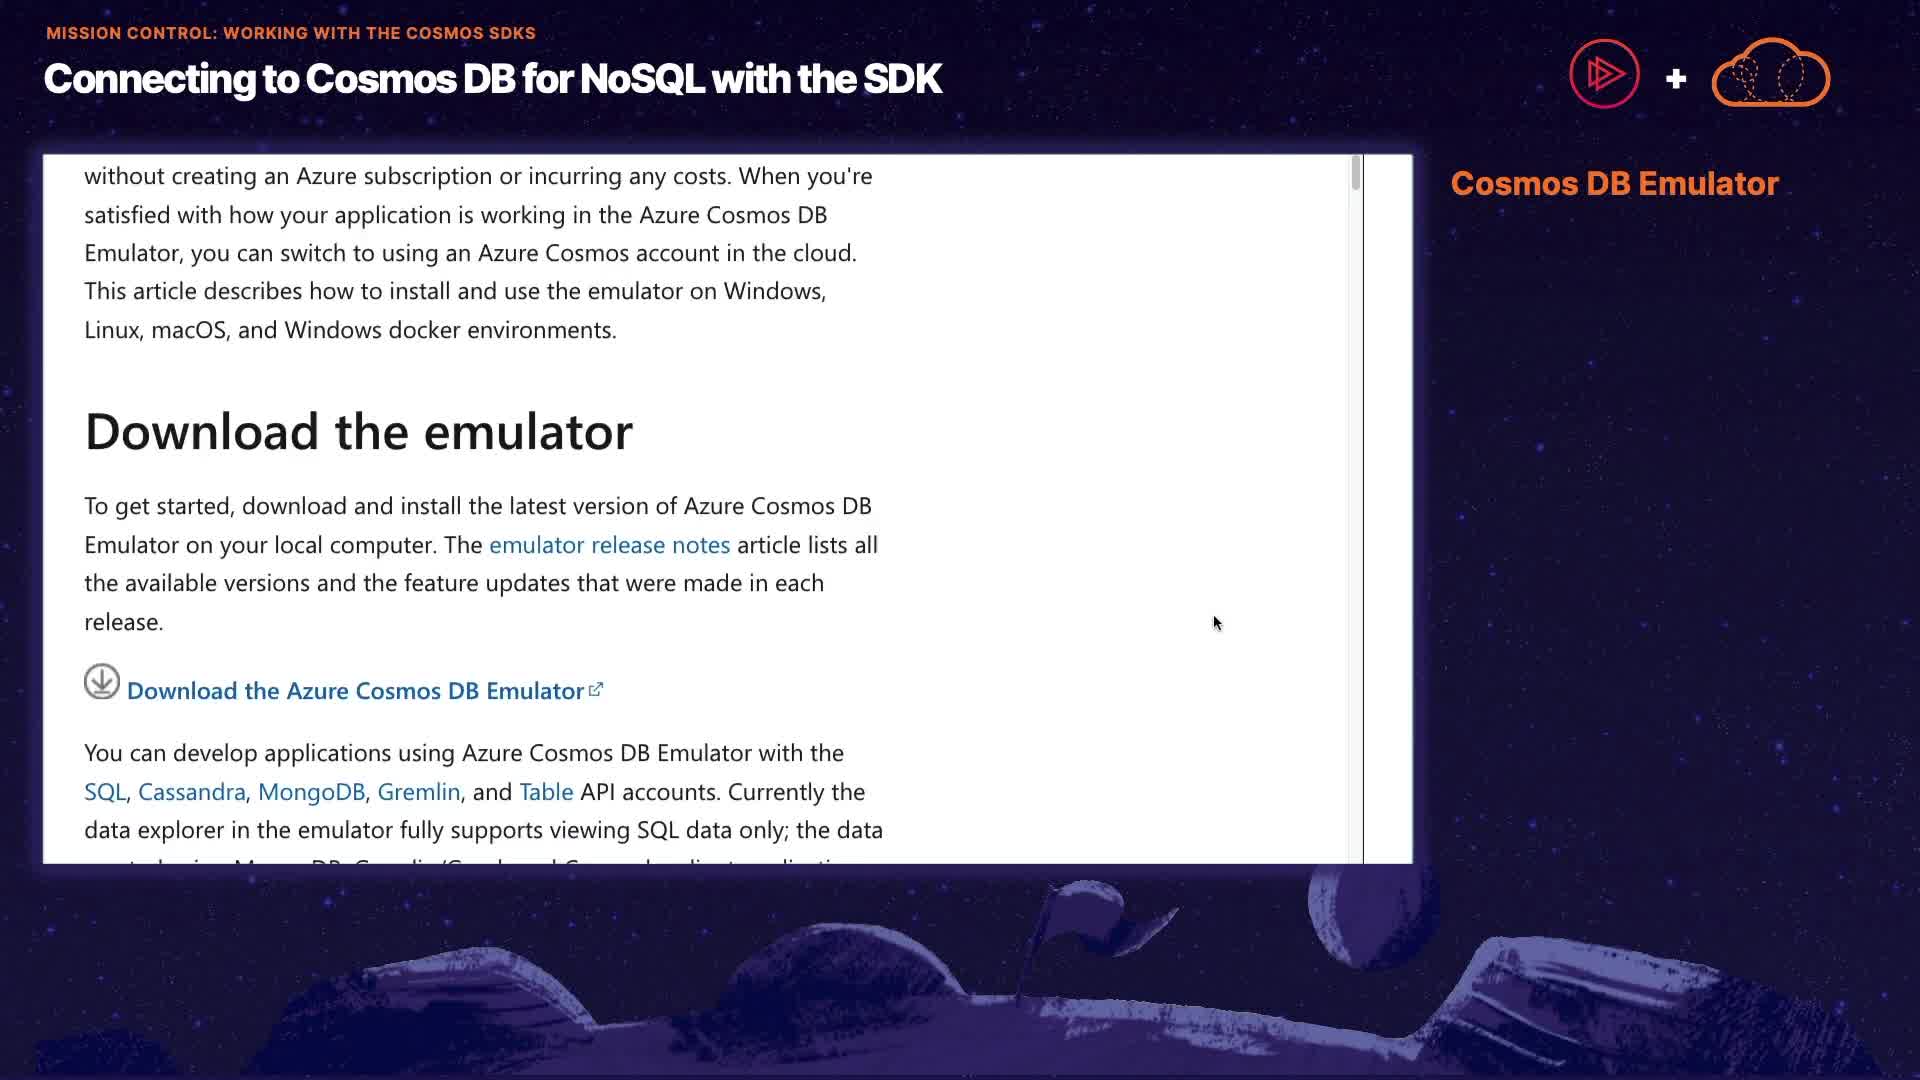 MISSION CONTROL: WORKING WITH THE COSMOS SDKS
Connecting to Cosmos DB for NoSQL with the SDK
+
Cosmos DB Emulator
without creating an Azure subscription or incurring any costs. When you're
satisfied with how your application is working in the Azure Cosmos DB
Emulator, you can switch to using an Azure Cosmos account in the cloud.
This article describes how to install and use the emulator on Windows,
Linux, macOS, and Windows docker environments.
Download the emulator
To get started, download and install the latest version of Azure Cosmos DB
Emulator on your local computer. The emulator release notes article lists all
the available versions and the feature updates that were made in each
release.
Download the Azure Cosmos DB Emulator
You can develop applications using Azure Cosmos DB Emulator with the
SQL, Cassandra, MongoDB, Gremlin, and Table API accounts. Currently the
data explorer in the emulator fully supports viewing SQL data only; the data